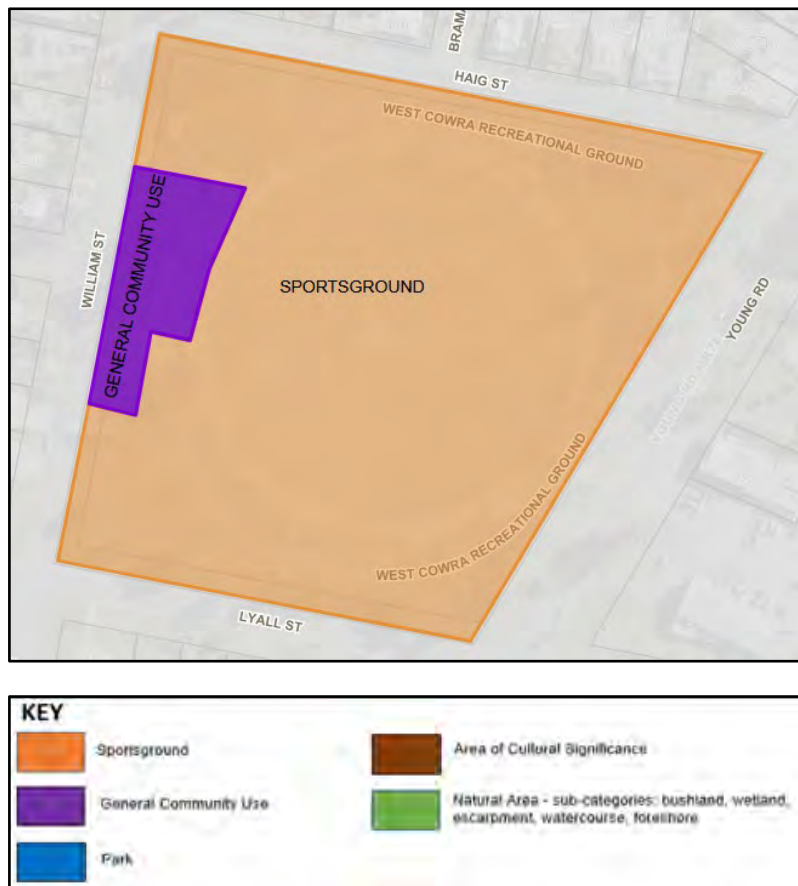 BRAMA
HAIG ST
WEST COWRA RECREATIONAL GROUND
WILLIAM ST
GENERAL COMMUNITY USE
SPORTSGROUND
YOUNG RD
WEST COWRA RECREATIONAL GROUND
LYALL ST
KEY
Sportsground
Area of Cultural Significance
General Community Use
Natural Area - sub-categories: bushland, wetland,
escarpment, watercourse, foreshore
Park